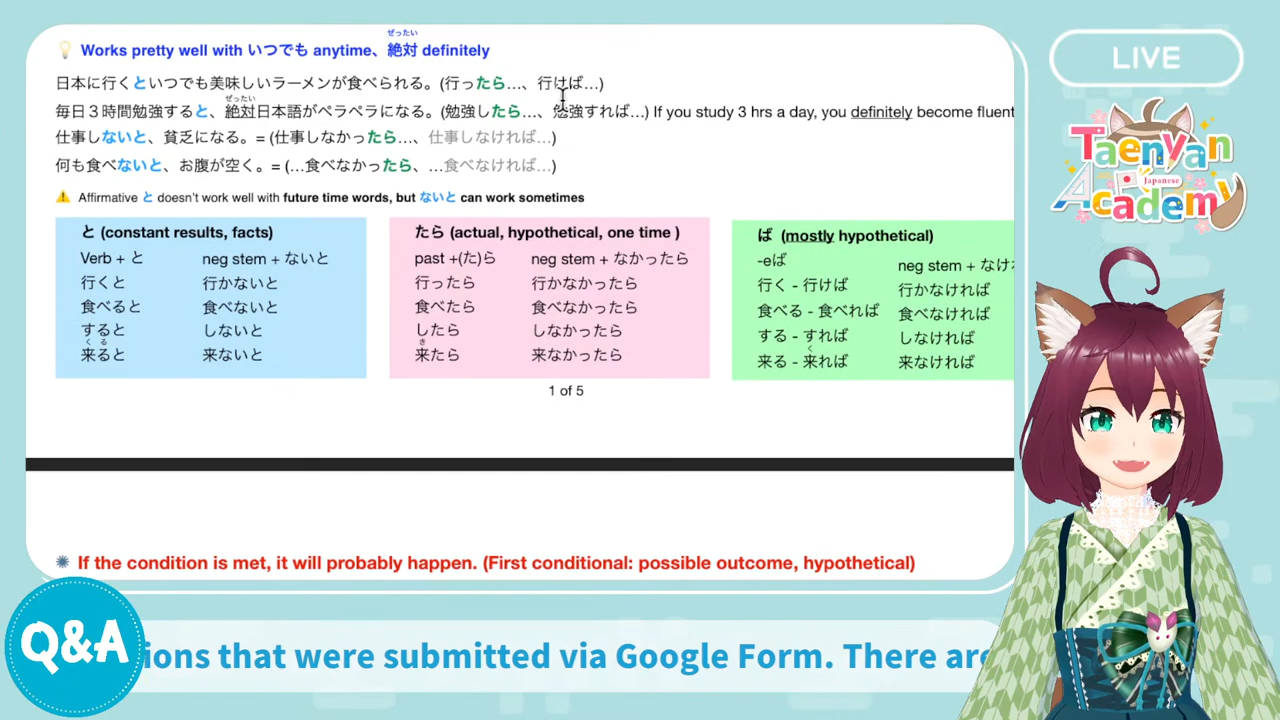 💡 Works pretty well with いつでも anytime、絶対 definitely
ぜったい
日本に行くといつでも美味しいラーメンが食べられる。(行ったら…、行けば…)
ぜったい
毎日３時間勉強すると、絶対日本語がペラペラになる。(勉強したら…、勉強すれば…) If you study 3 hrs a day, you definitely become fluent
仕事しないと、貧乏になる。= (仕事しなかったら…、仕事しなければ…)
何も食べないと、お腹が空く。= (…食べなかったら、…食べなければ…)
⚠️ Affirmative と doesn't work well with future time words, but ないと can work sometimes
と (constant results, facts)
Verb + と neg stem + ないと
行くと 行かないと
食べると 食べないと
すると しないと
くる
来ると 来ないと
たら (actual, hypothetical, one time )
past +(た)ら neg stem + なかったら
行ったら 行かなかったら
食べたら 食べなかったら
したら しなかったら
き
来たら 来なかったら
ば (mostly hypothetical)
-eば neg stem + なけ
行く - 行けば 行かなければ
食べる - 食べれば 食べなければ
する - すれば しなければ
く
来る - 来れば 来なければ
1 of 5
✺ If the condition is met, it will probably happen. (First conditional: possible outcome, hypothetical)
LIVE
Taenyan
Japanese
Academy
Q&A
ions that were submitted via Google Form. There are